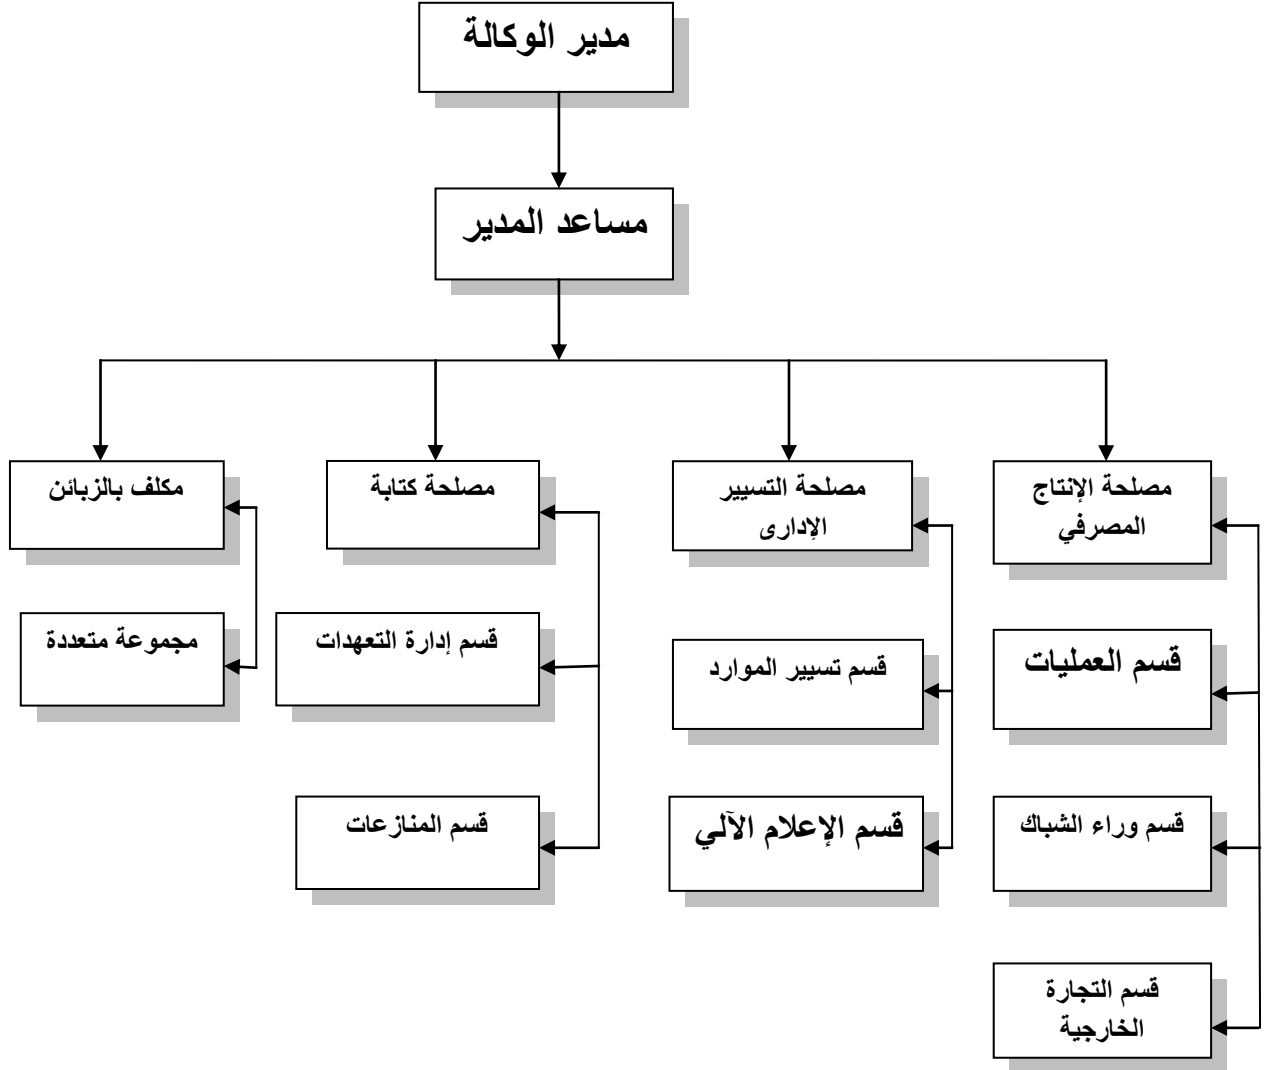 مدير الوكالة
مساعد المدير
مصلحة الإنتاج
المصرفي
مصلحة التسيير
الإدارى
مصلحة كتابة
مكلف بالزبائن
قسم العمليات
قسم تسيير الموارد
قسم إدارة التعهدات
مجموعة متعددة
قسم وراء الشباك
قسم الإعلام الآلي
قسم المنازعات
قسم التجارة
الخارجية